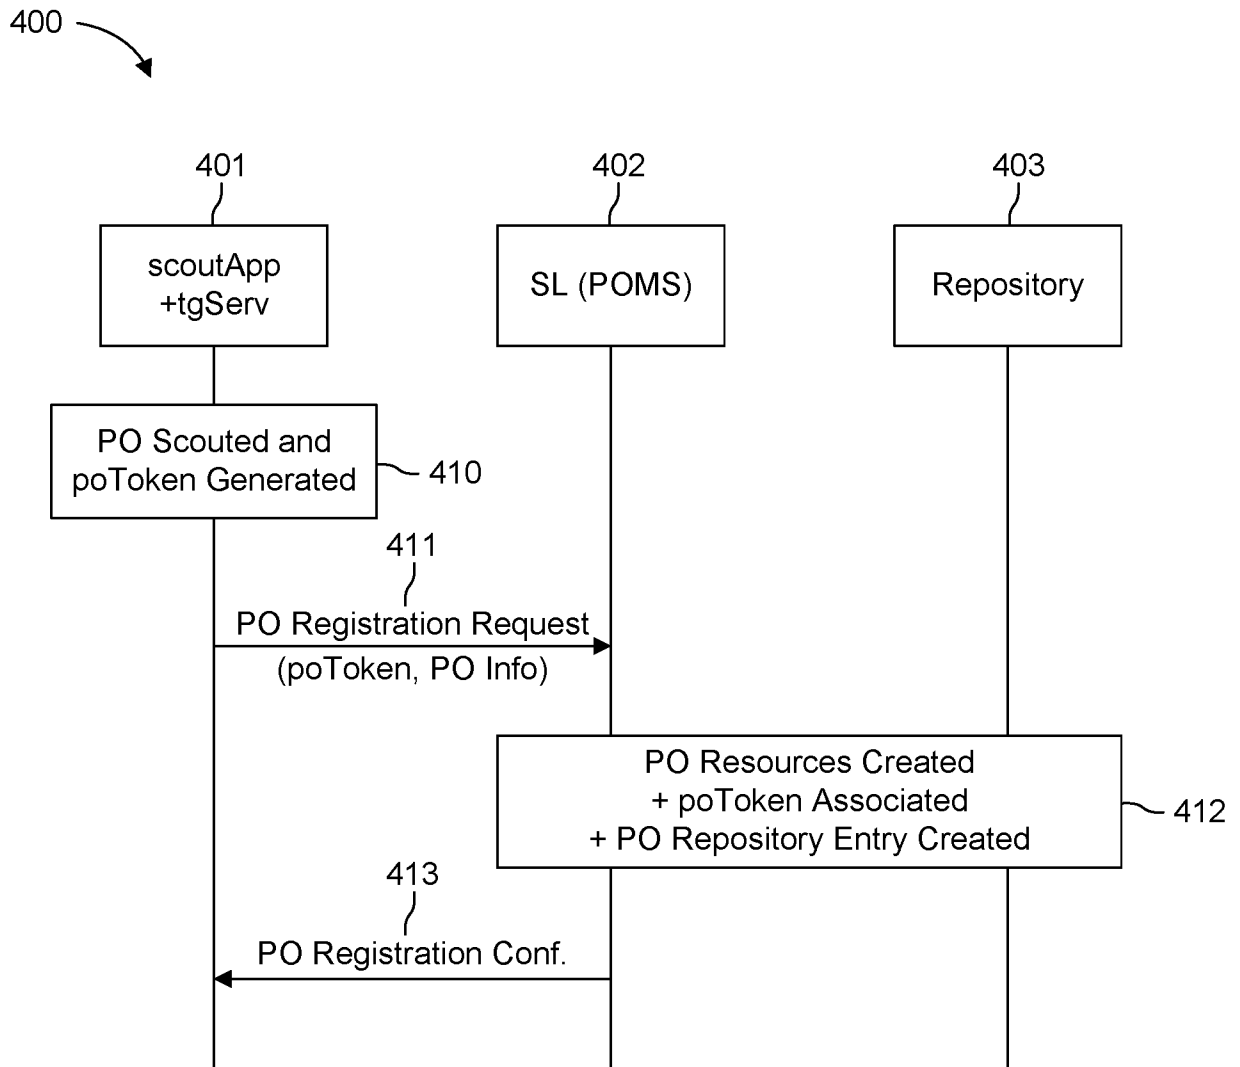 400
401
402
403
scoutApp
+tgServ
SL (POMS)
Repository
PO Scouted and
poToken Generated
410
411
PO Registration Request
(poToken, PO Info)
PO Resources Created
+ poToken Associated
+ PO Repository Entry Created
412
413
PO Registration Conf.